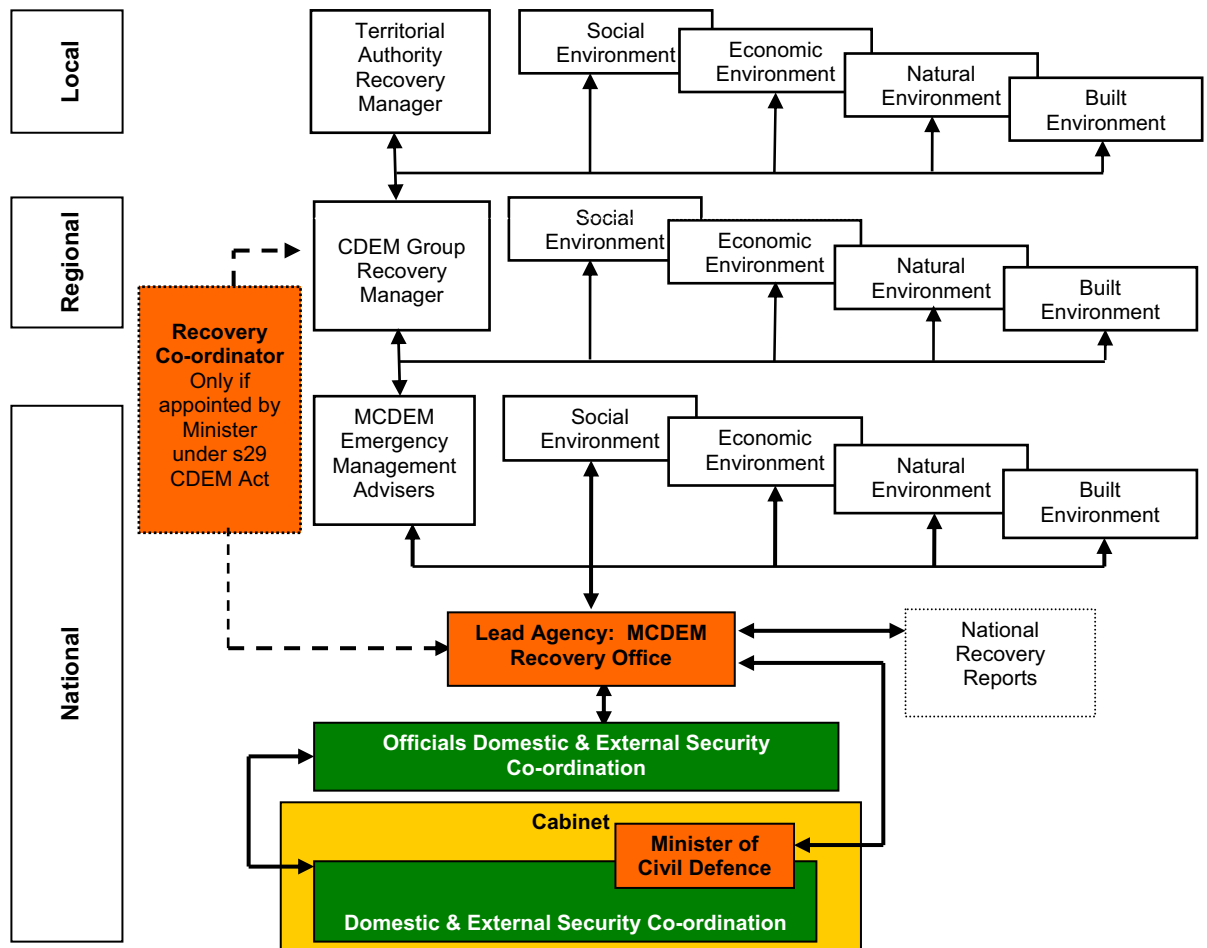 Local
Territorial
Authority
Recovery
Manager
Social
Environment
Economic
Environment
Natural
Environment
Built
Environment
Regional
CDEM Group
Recovery
Manager
Social
Environment
Economic
Environment
Natural
Environment
Built
Environment
Recovery
Co-ordinator
Only if
appointed by
Minister
under s29
CDEM Act
National
MCDEM
Emergency
Management
Advisers
Social
Environment
Economic
Environment
Natural
Environment
Built
Environment
Lead Agency: MCDEM
Recovery Office
National
Recovery
Reports
Officials Domestic & External Security
Co-ordination
Cabinet
Minister of
Civil Defence
Domestic & External Security Co-ordination